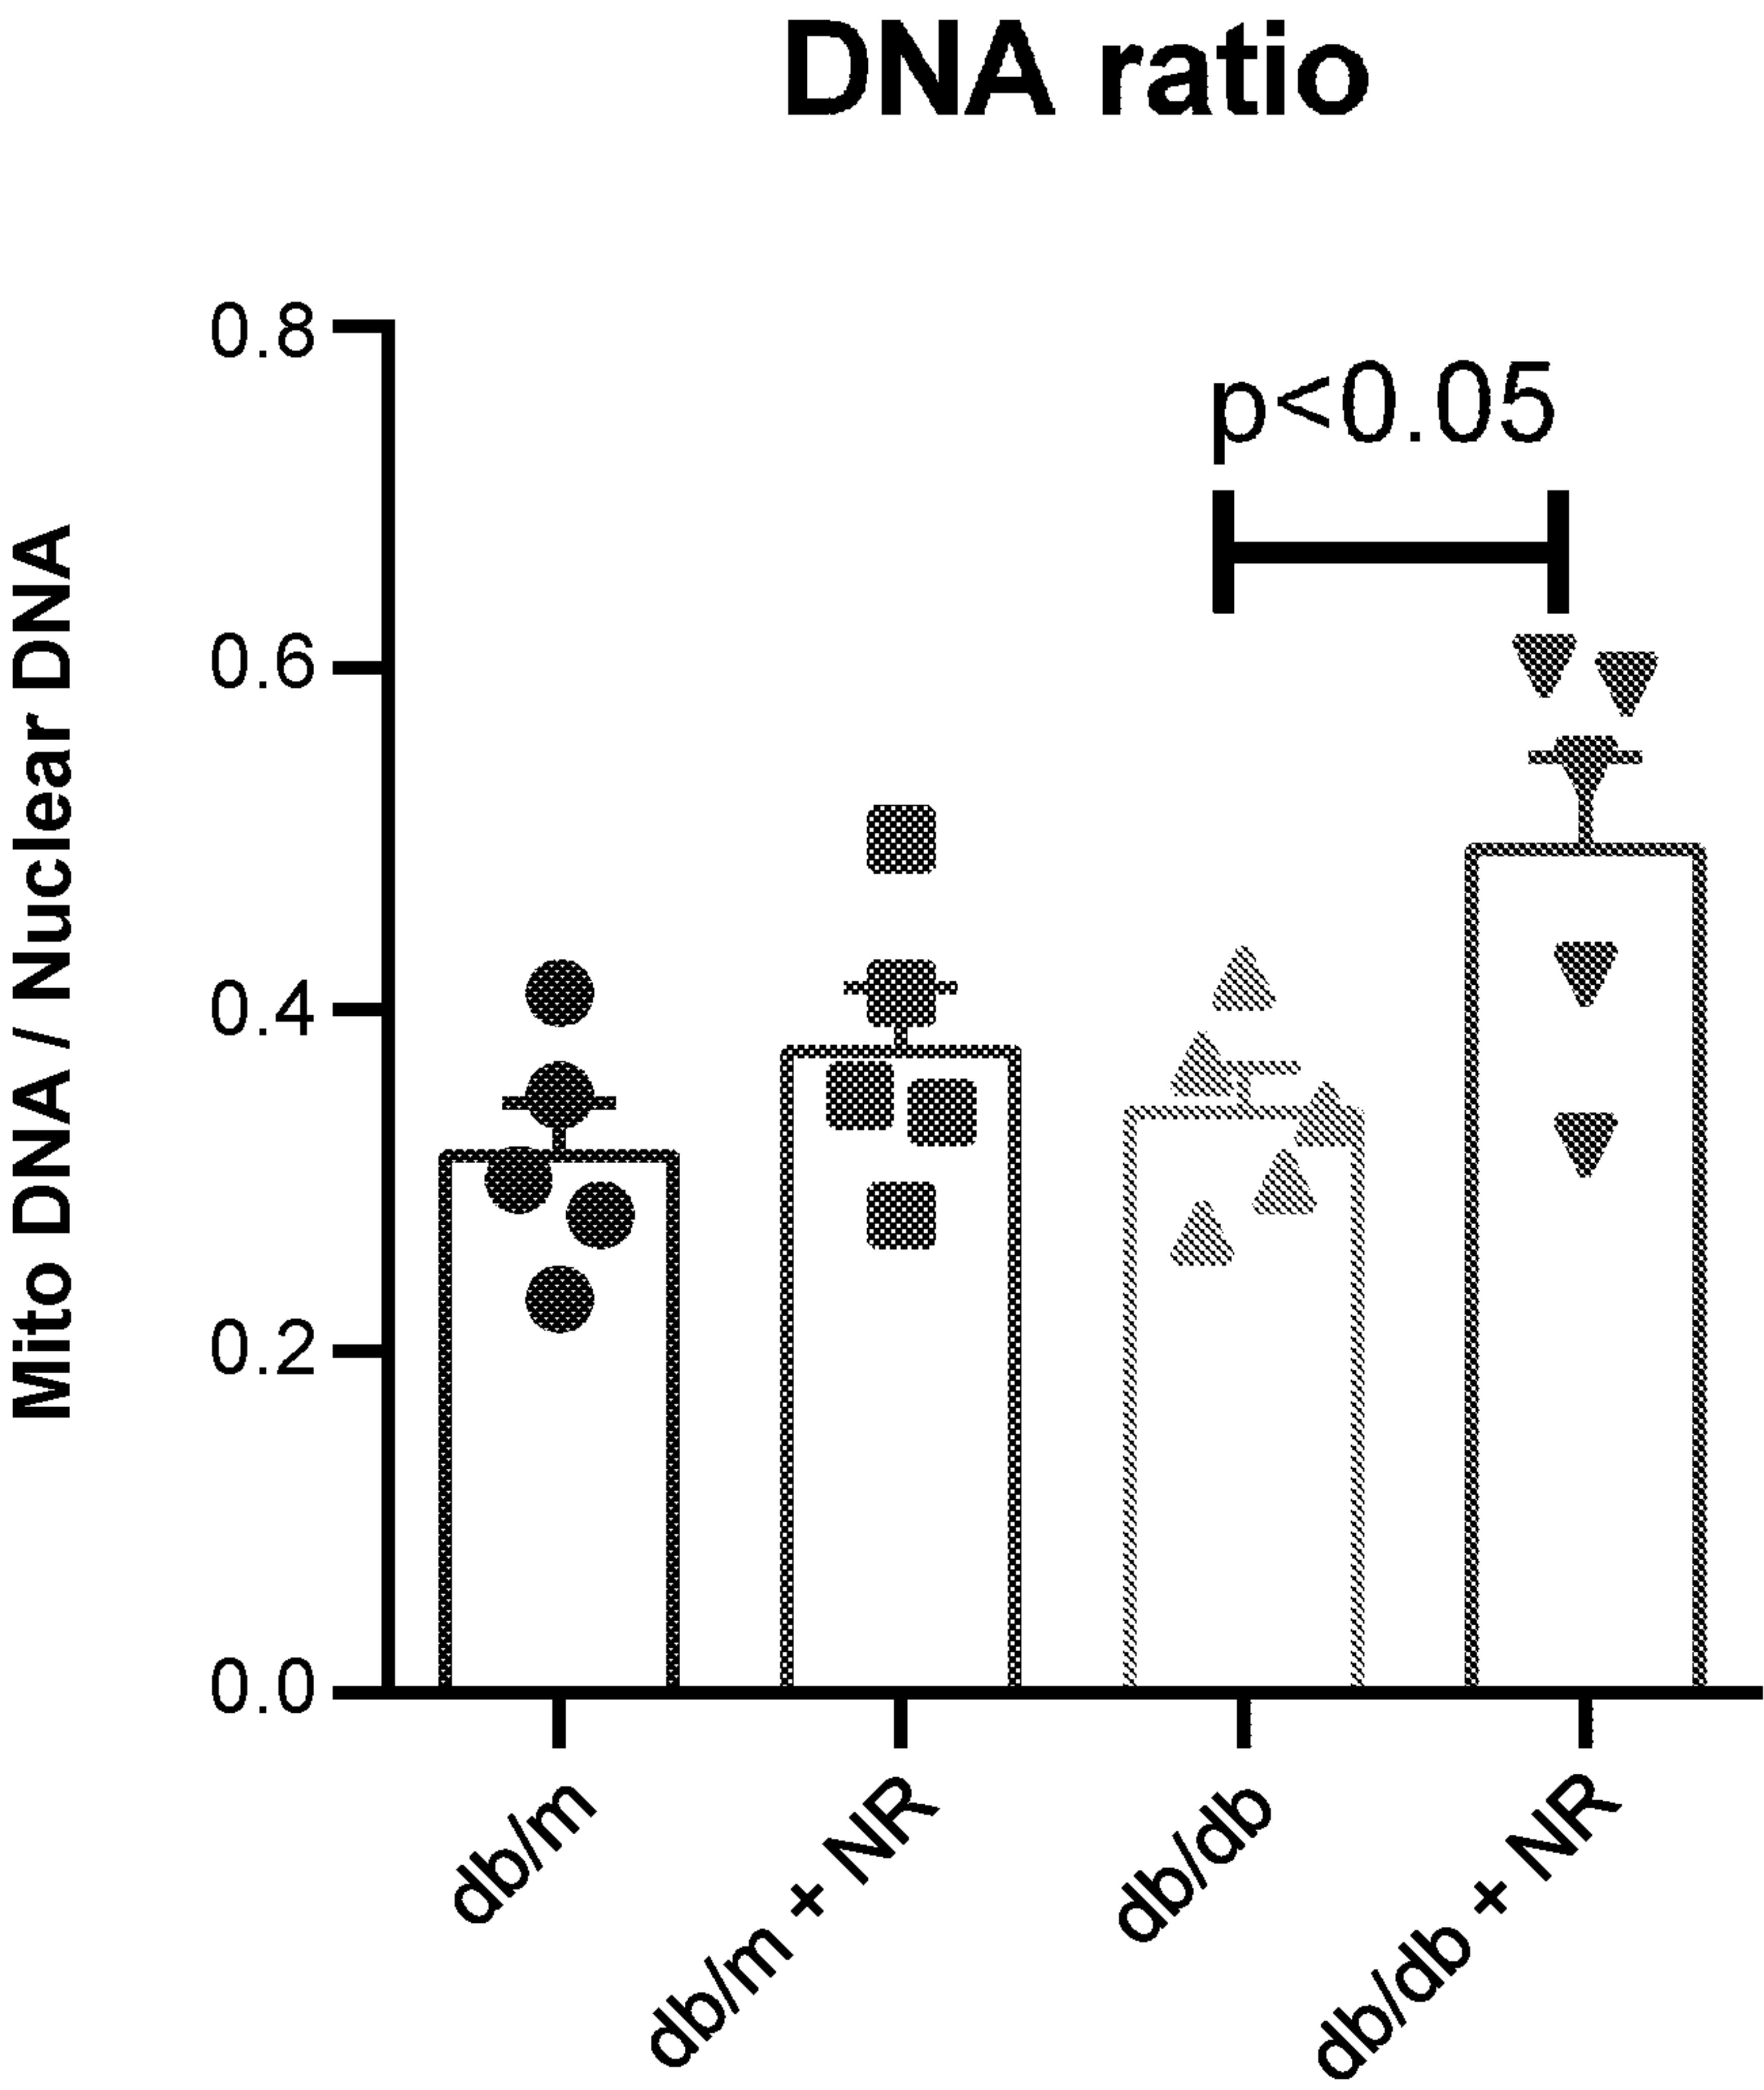 DNA ratio
Mito DNA / Nuclear DNA
0.8
0.6
0.4
0.2
0.0
p<0.05
db/m
db/m + NR
db/db
db/db + NR